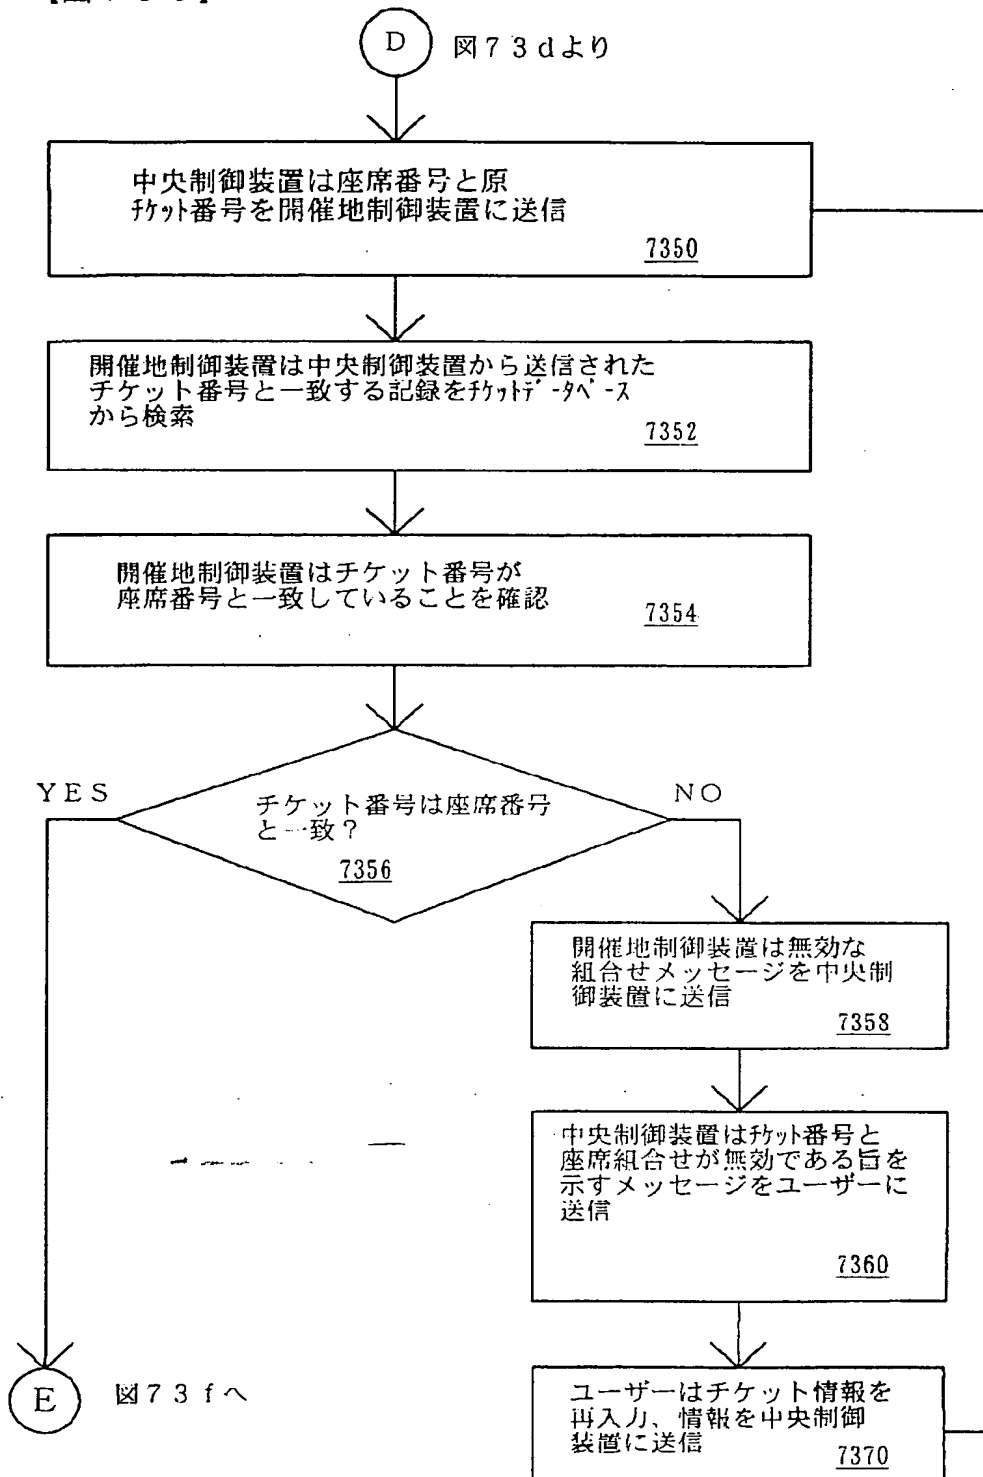 D
図73dより
中央制御装置は座席番号と原
チケット番号を開催地制御装置に送信
7350
開催地制御装置は中央制御装置から送信された
チケット番号と一致する記録をチケットデータベース
から検索
7352
開催地制御装置はチケット番号が
座席番号と一致していることを確認
7354
YES
チケット番号は座席番号
と一致?
7356
NO
開催地制御装置は無効な
組合せメッセージを中央制
御装置に送信
7358
中央制御装置はチケット番号と
座席組合せが無効である旨を
示すメッセージをユーザーに
送信
7360
E
図73fへ
ユーザーはチケット情報を
再入力、情報を中央制御
装置に送信
7370